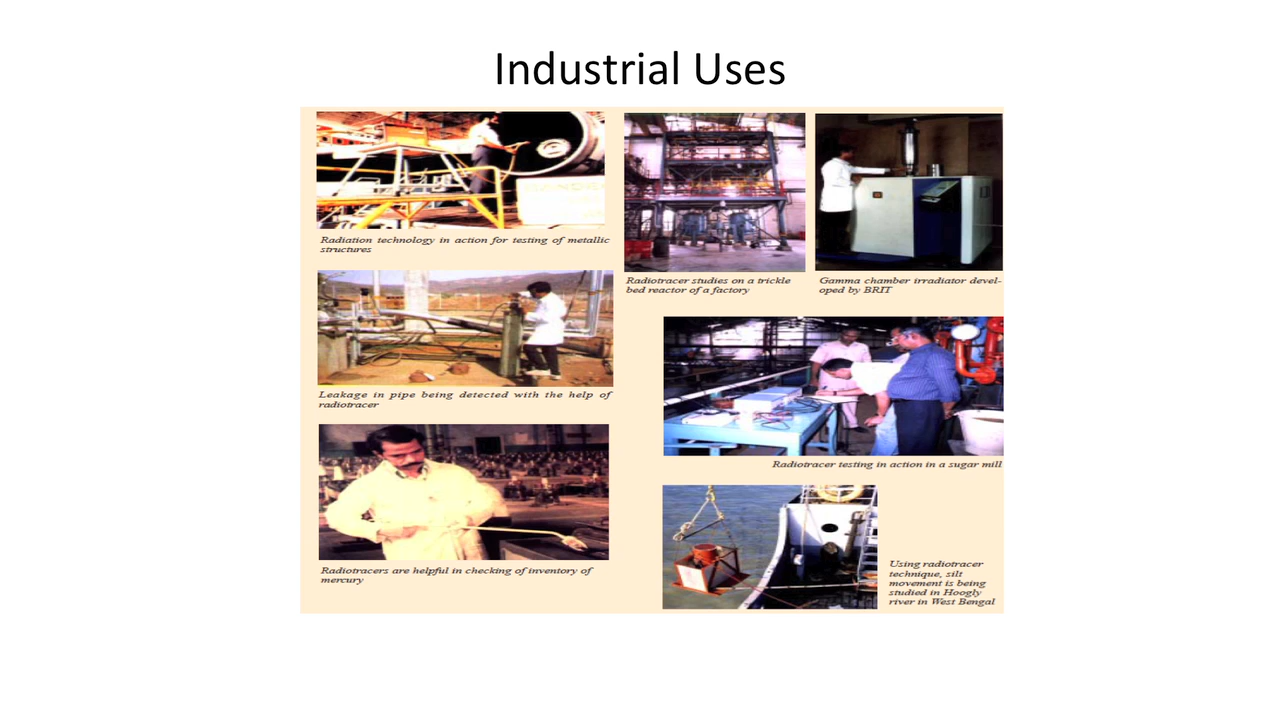 Industrial Uses
Radiation technology in action for testing of metallic
structures
Radiotracer studies on a trickle
bed reactor of a factory
Gamma chamber irradiator devel-
oped by BRIT
Leakage in pipe being detected with the help of
radiotracer
Radiotracer testing in action in a sugar mill
Radiotracers are helpful in checking of inventory of
mercury
Using radiotracer
technique, silt
movement is being
studied in Hoogly
river in West Bengal